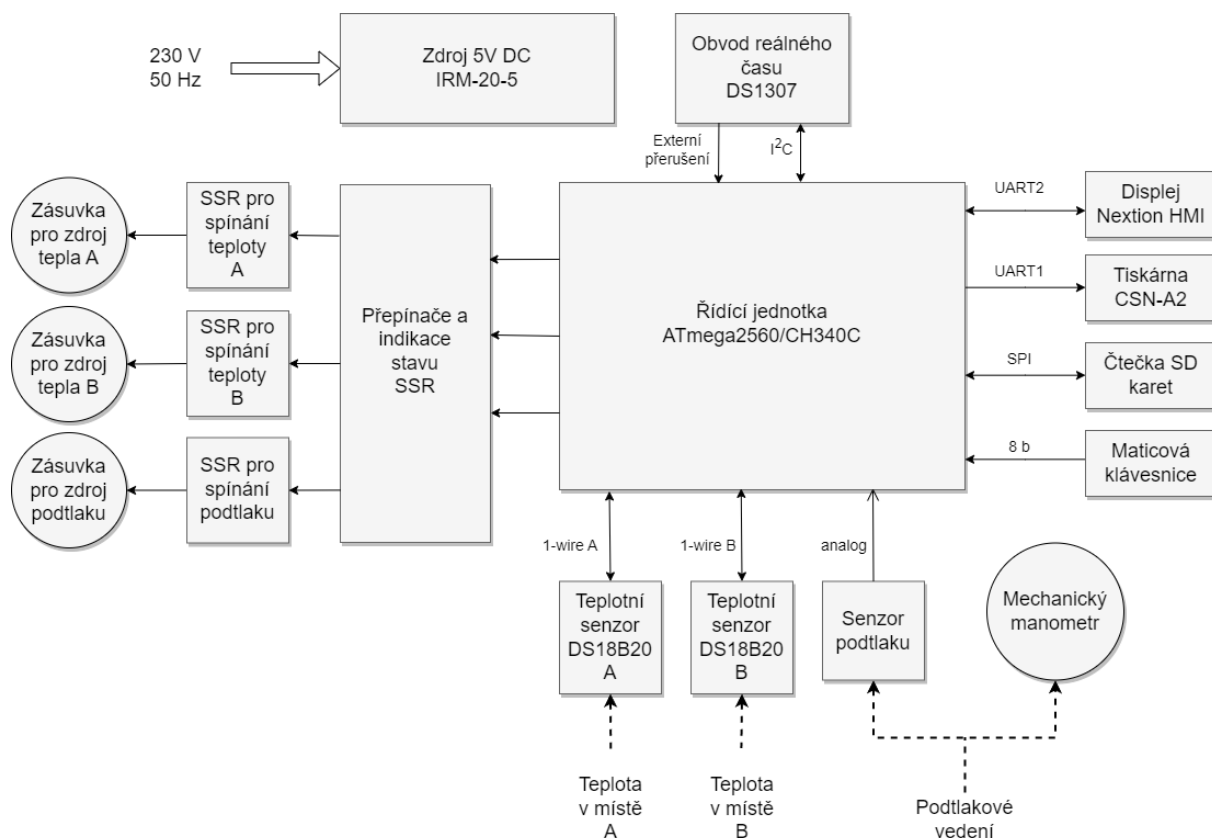 230 V
50 Hz
Zdroj 5V DC
IRM-20-5
Obvod reálného
času
DS1307
Externí
přerušení
I²C
Zásuvka
pro zdroj
tepla A
SSR pro
spínání
teploty
A
Zásuvka
pro zdroj
tepla B
SSR pro
spínání
teploty
B
Zásuvka
pro zdroj
podtlaku
SSR pro
spínání
podtlaku
Přepínače a
indikace
stavu
SSR
Řídící jednotka
ATmega2560/CH340C
UART2
Displej
Nextion HMI
UART1
Tiskárna
CSN-A2
SPI
Čtečka SD
karet
8 b
Maticová
klávesnice
1-wire A
1-wire B
analog
Teplotní
senzor
DS18B20
A
Teplotní
senzor
DS18B20
B
Senzor
podtlaku
Mechanický
manometr
Teplota
v místě
A
Teplota
v místě
B
Podtlakové
vedení